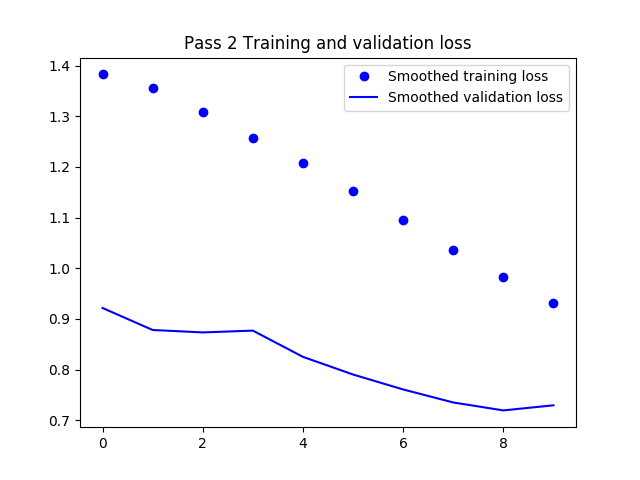 Pass 2 Training and validation loss
Smoothed training loss
Smoothed validation loss
1.4
1.3
1.2
1.1
1.0
0.9
0.8
0.7
0 2 4 6 8